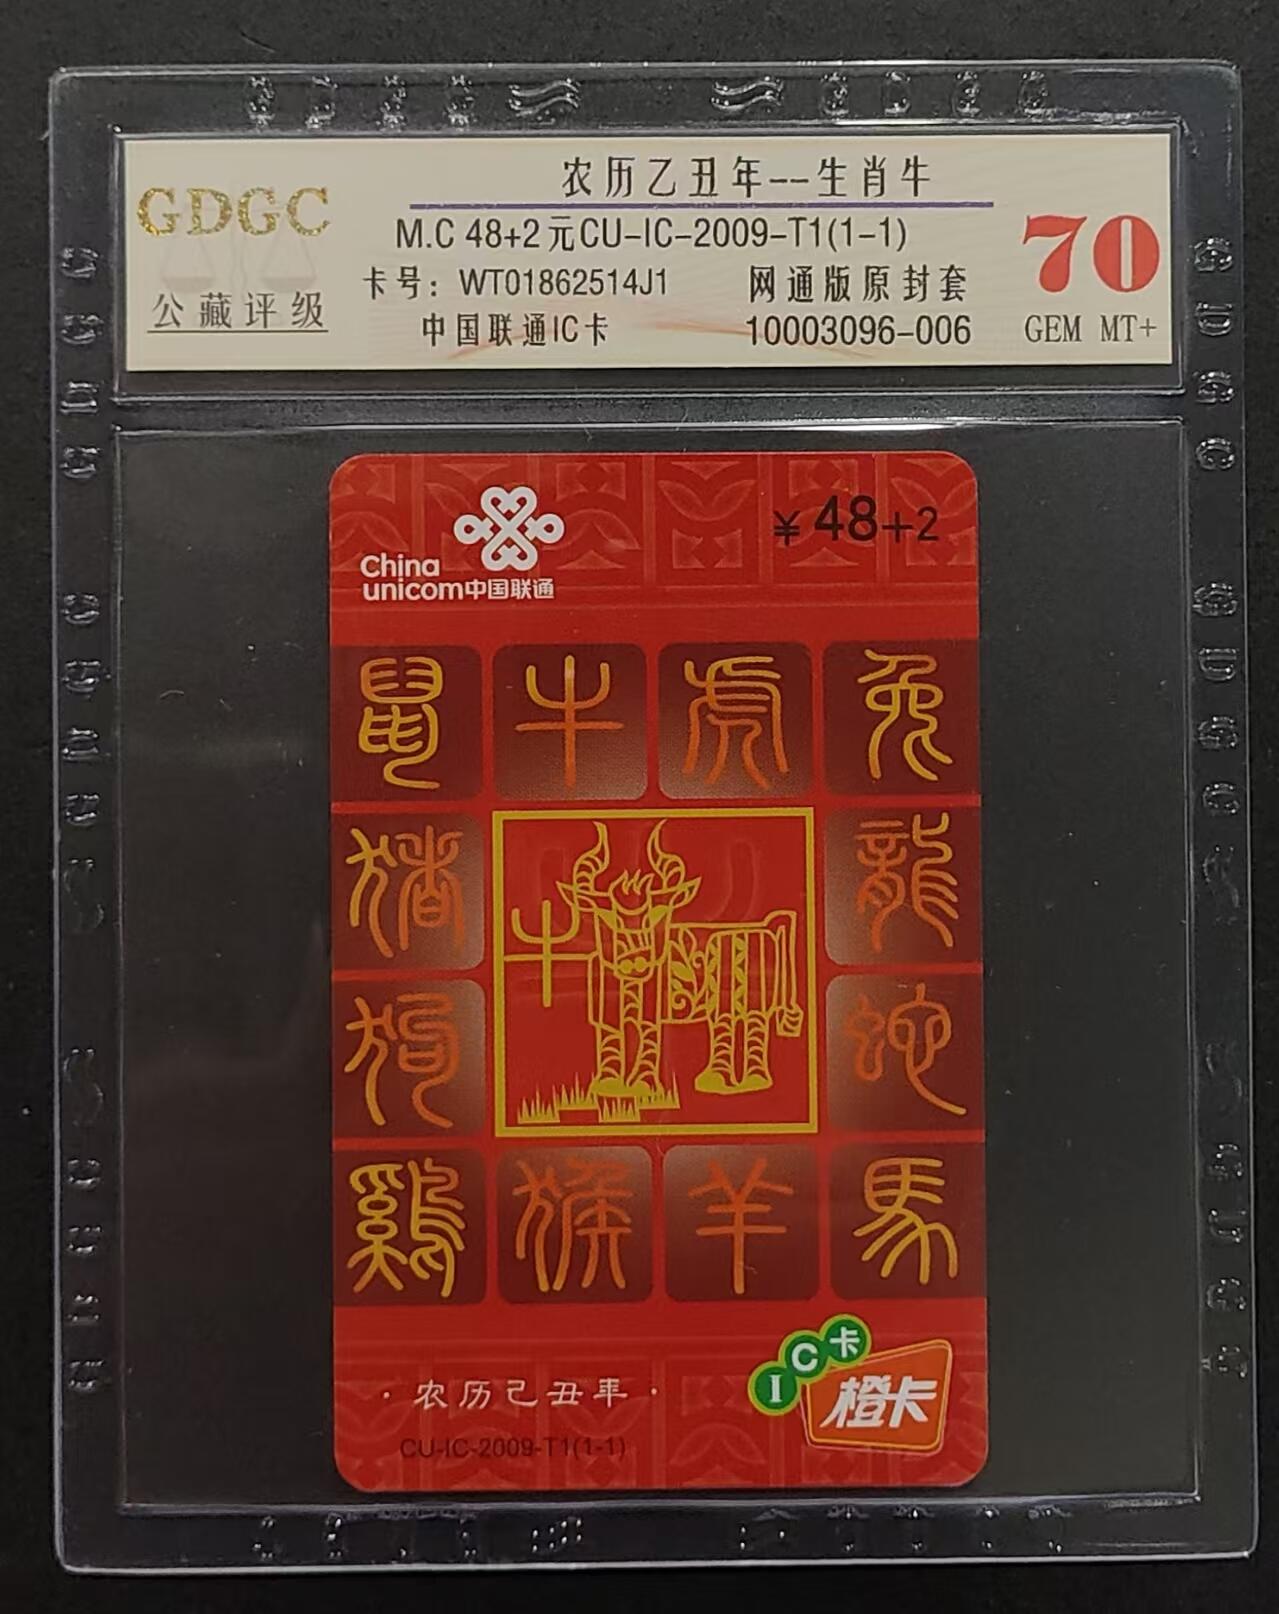 农历乙丑年--生肖牛
GDGC
公藏评级
M.C 48+2元CU-IC-2009-T1(1-1)
卡号：WT01862514J1 网通版原封套
中国联通IC卡 10003096-006
70
GEM MT+
China
unicom中国联通
¥48+2
鼠 牛 虎 兔
猪 龍
牛
狗 蛇
鷄 猴 羊 馬
IC卡
橙卡
·农历己丑年·
CU-IC-2009-T1(1-1)